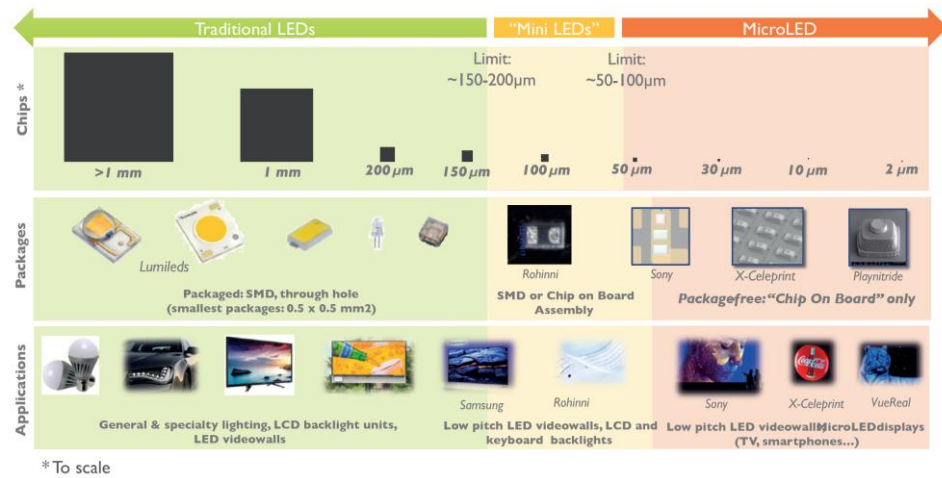 Traditional LEDs
"Mini LEDs"
MicroLED
Chips *
Limit:
~150-200µm
Limit:
~50-100µm
>1 mm
1 mm
200 µm
150 µm
100 µm
50 µm
30 µm
10 µm
2 µm
Packages
Lumileds
Rohinni
Sony
X-Celeprint
Playnitride
Packaged: SMD, through hole
(smallest packages: 0.5 x 0.5 mm2)
SMD or Chip on Board
Assembly
Packagefree: "Chip On Board" only
Applications
Coca-Cola
Samsung
Rohinni
Sony
X-Celeprint
VueReal
General & specialty lighting, LCD backlight units,
LED videowalls
Low pitch LED videowalls, LCD and
keyboard backlights
Low pitch LED videowalls
MicroLEDdisplays
(TV, smartphones...)
* To scale